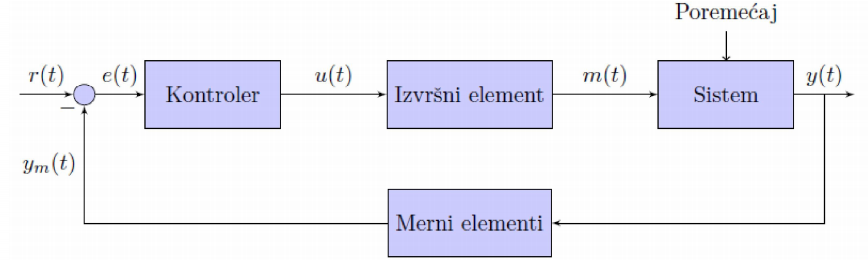 Poremećaj
r(t)
e(t)
Kontroler
u(t)
Izvršni element
m(t)
Sistem
y(t)
−
yₘ(t)
Merni elementi